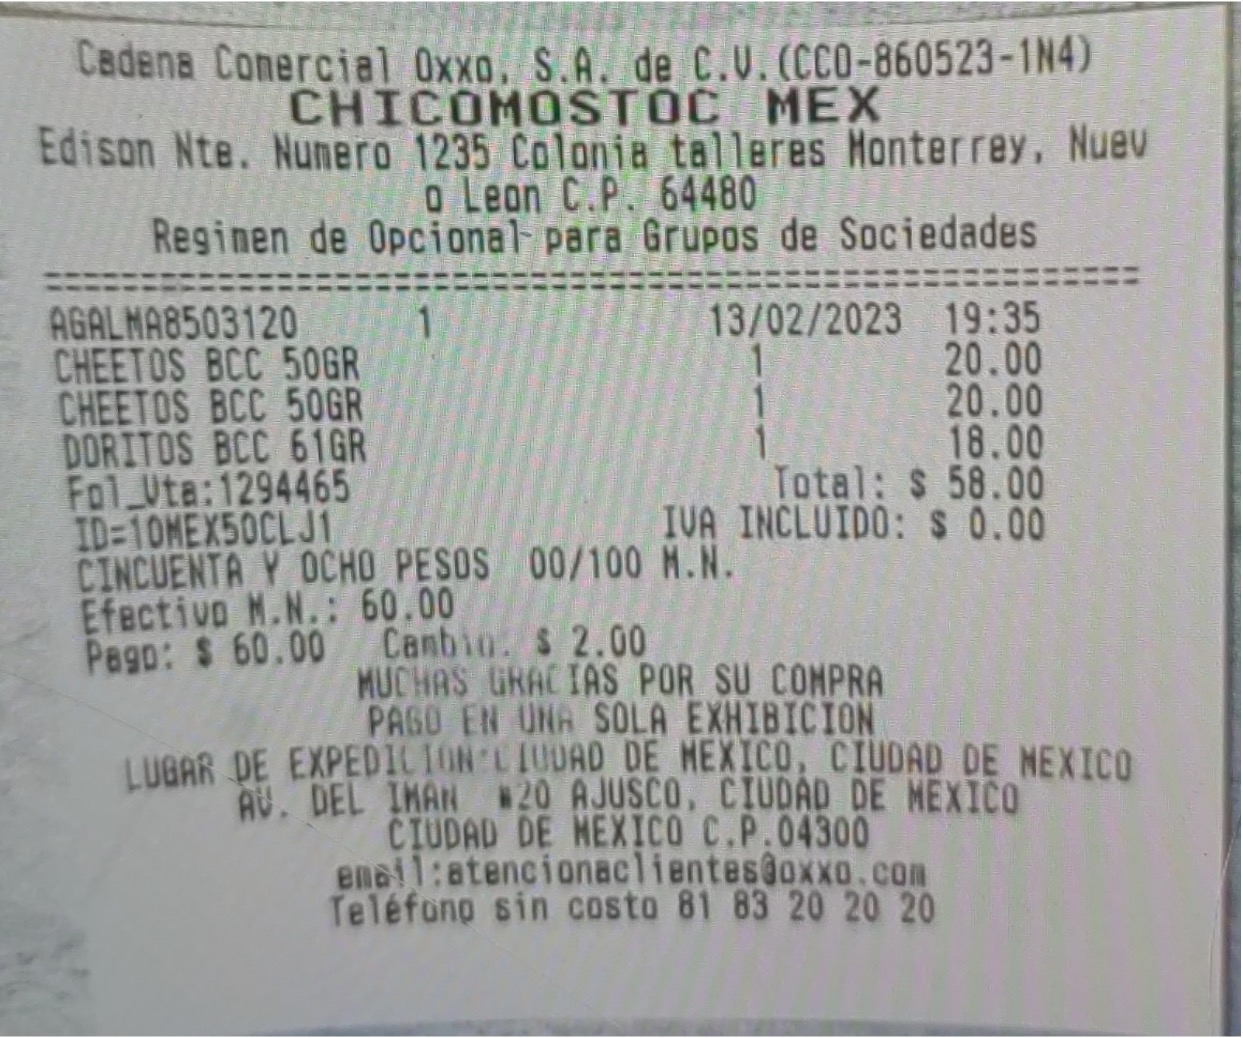 Cadena Comercial Oxxo, S.A. de C.V.(CCO-860523-1N4)
CHICOMOSTOC MEX
Edison Nte. Numero 1235 Colonia talleres Monterrey, Nuev
o Leon C.P. 64480
Regimen de Opcional para Grupos de Sociedades
==========================================================
AGALMA8503120 1 13/02/2023 19:35
CHEETOS BCC 50GR 1 20.00
CHEETOS BCC 50GR 1 20.00
DORITOS BCC 61GR 1 18.00
Fol_Vta:1294465 Total: $ 58.00
ID=10MEX50CLJ1 IVA INCLUIDO: $ 0.00
CINCUENTA Y OCHO PESOS 00/100 M.N.
Efectivo M.N.: 60.00
Pago: $ 60.00 Cambio: $ 2.00
MUCHAS GRACIAS POR SU COMPRA
PAGO EN UNA SOLA EXHIBICION
LUGAR DE EXPEDICION:CIUDAD DE MEXICO, CIUDAD DE MEXICO
AV. DEL IMAN #20 AJUSCO, CIUDAD DE MEXICO
CIUDAD DE MEXICO C.P.04300
email:atencionaclientes@oxxo.com
Teléfono sin costo 81 83 20 20 20